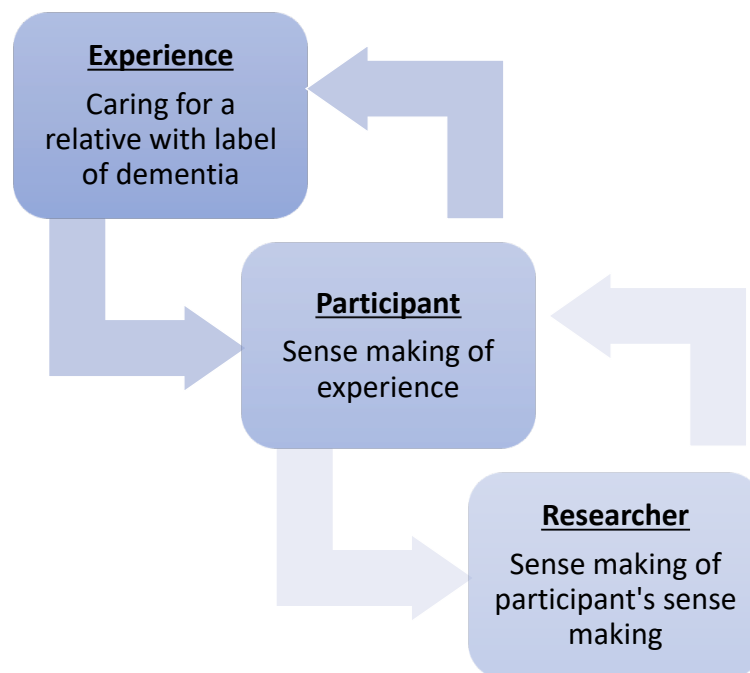 Experience
Caring for a
relative with label
of dementia
Participant
Sense making of
experience
Researcher
Sense making of
participant's sense
making